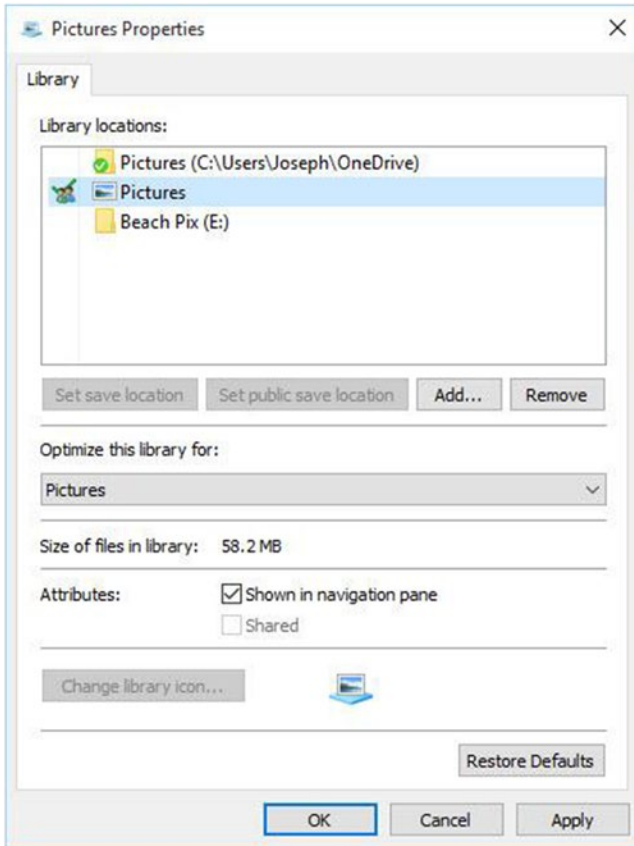 Pictures Properties
Library
Library locations:
Pictures (C:\Users\Joseph\OneDrive)
Pictures
Beach Pix (E:)
Set save location Set public save location Add... Remove
Optimize this library for:
Pictures
Size of files in library: 58.2 MB
Attributes: Shown in navigation pane
Shared
Change library icon...
Restore Defaults
OK Cancel Apply